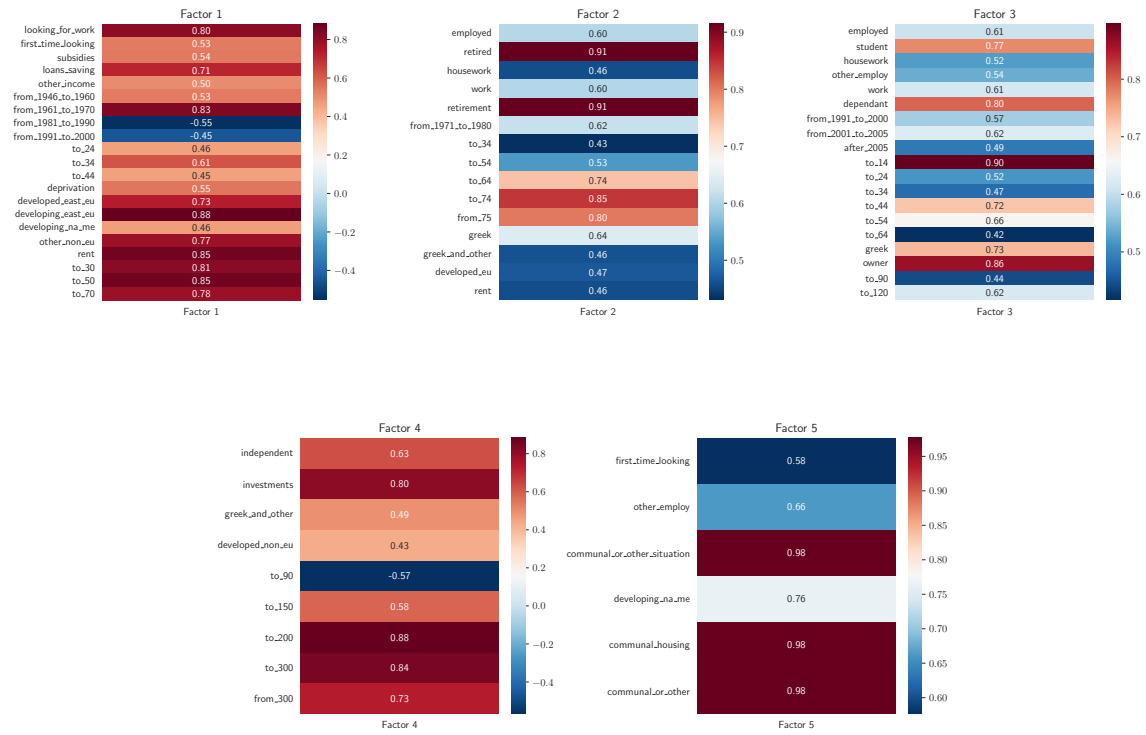 Factor 1
looking_for_work 0.80
first_time_looking 0.53
subsidies 0.54
loans_saving 0.71
other_income 0.50
from_1946_to_1960 0.53
from_1961_to_1970 0.83
from_1981_to_1990 -0.55
from_1991_to_2000 -0.45
to_24 0.46
to_34 0.61
to_44 0.45
deprivation 0.55
developed_east_eu 0.73
developing_east_eu 0.88
developing_na_me 0.46
other_non_eu 0.77
rent 0.85
to_30 0.81
to_50 0.85
to_70 0.78
Factor 1
0.8
0.6
0.4
0.2
0.0
−0.2
−0.4
Factor 2
employed 0.60
retired 0.91
housework 0.46
work 0.60
retirement 0.91
from_1971_to_1980 0.62
to_34 0.43
to_54 0.53
to_64 0.74
to_74 0.85
from_75 0.80
greek 0.64
greek_and_other 0.46
developed_eu 0.47
rent 0.46
Factor 2
0.9
0.8
0.7
0.6
0.5
Factor 3
employed 0.61
student 0.77
housework 0.52
other_employ 0.54
work 0.61
dependant 0.80
from_1991_to_2000 0.57
from_2001_to_2005 0.62
after_2005 0.49
to_14 0.90
to_24 0.52
to_34 0.47
to_44 0.72
to_54 0.66
to_64 0.42
greek 0.73
owner 0.86
to_90 0.44
to_120 0.62
Factor 3
0.8
0.7
0.6
0.5
Factor 4
independent 0.63
investments 0.80
greek_and_other 0.49
developed_non_eu 0.43
to_90 -0.57
to_150 0.58
to_200 0.88
to_300 0.84
from_300 0.73
Factor 4
0.8
0.6
0.4
0.2
0.0
−0.2
−0.4
Factor 5
first_time_looking 0.58
other_employ 0.66
communal_or_other_situation 0.98
developing_na_me 0.76
communal_housing 0.98
communal_or_other 0.98
Factor 5
0.95
0.90
0.85
0.80
0.75
0.70
0.65
0.60